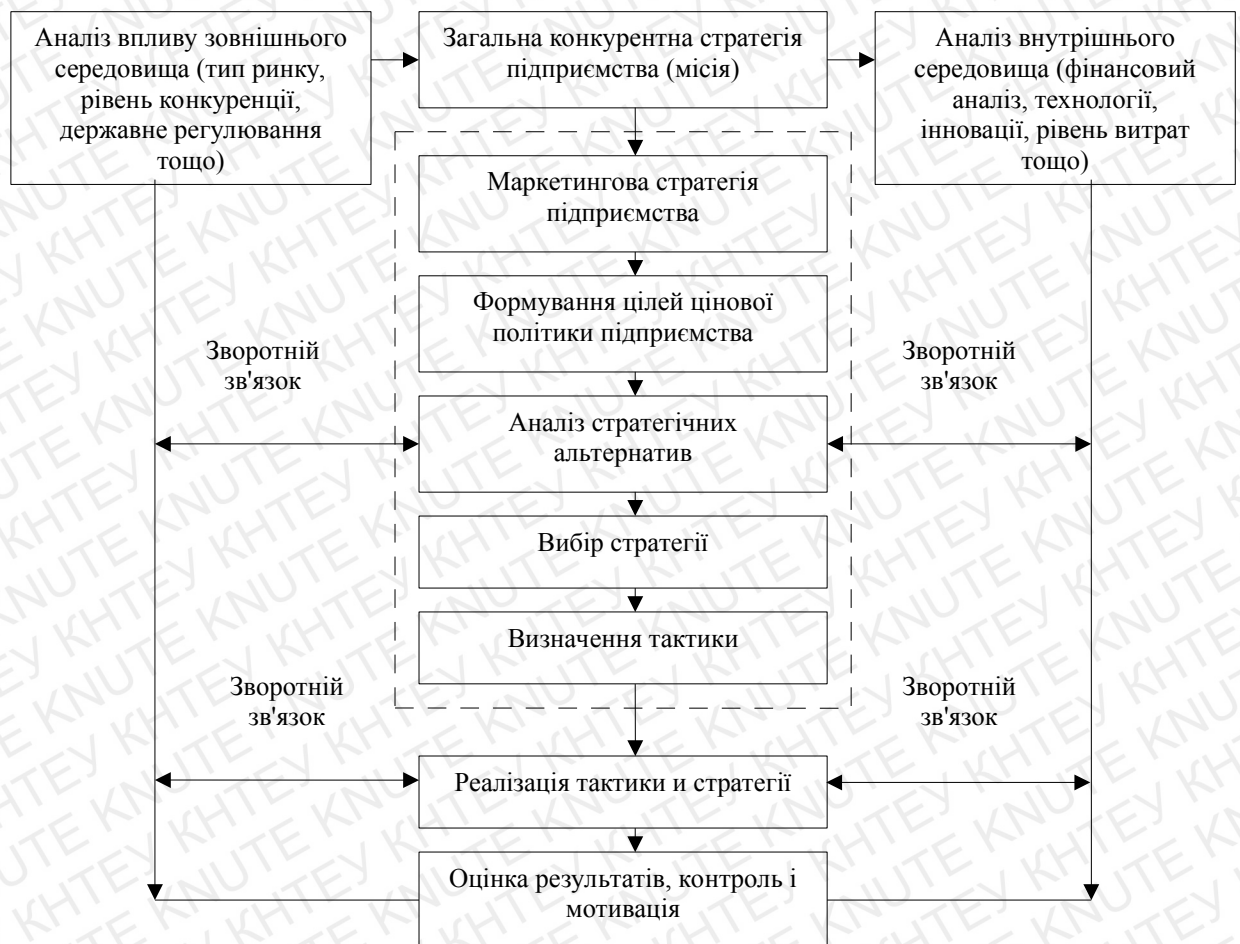 Аналіз впливу зовнішнього
середовища (тип ринку,
рівень конкуренції,
державне регулювання
тощо)
Загальна конкурентна стратегія
підприємства (місія)
Аналіз внутрішнього
середовища (фінансовий
аналіз, технології,
інновації, рівень витрат
тощо)
Маркетингова стратегія
підприємства
Формування цілей цінової
політики підприємства
Зворотній
зв'язок
Зворотній
зв'язок
Аналіз стратегічних
альтернатив
Вибір стратегії
Визначення тактики
Зворотній
зв'язок
Зворотній
зв'язок
Реалізація тактики и стратегії
Оцінка результатів, контроль і
мотивація
KNUTE КНТЕУ